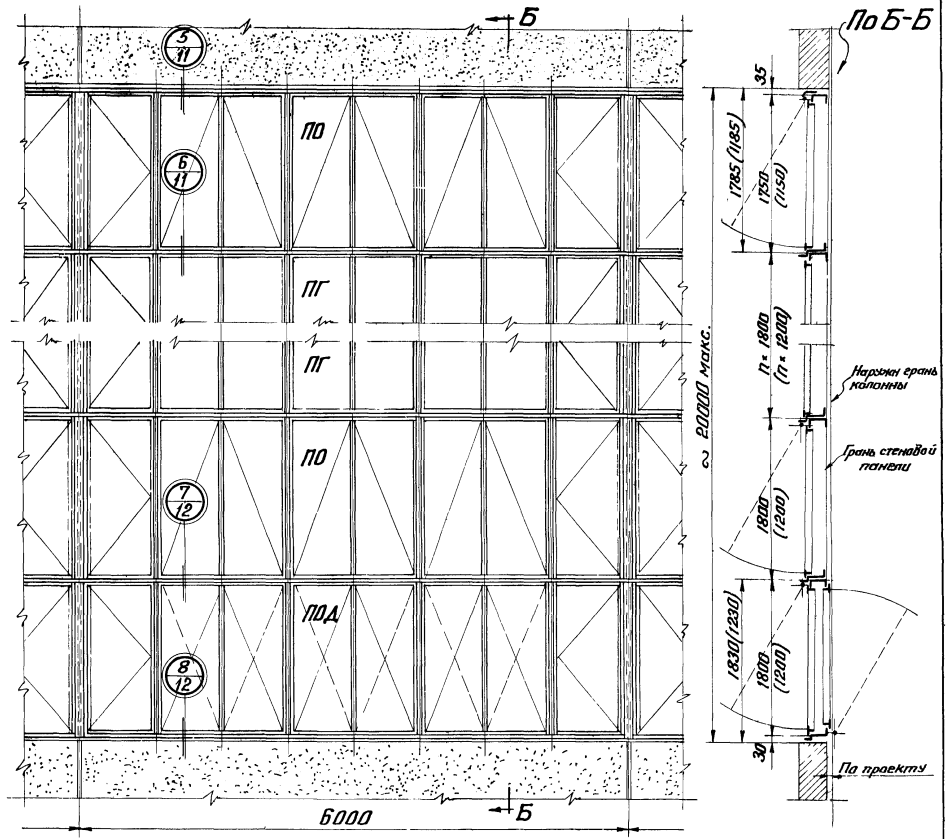 Б
По Б-Б
5
11
ПО
6
11
ПГ
ПГ
ПО
7
12
ПОД
8
12
6000
Б
35
1785 (1185)
1750
(1150)
n × 1800
(n × 1200)
~ 20000 макс.
Наружн грань
колонны
Грань стеновой
панели
1800
(1200)
1830 (1230)
1800
(1200)
30
По проекту